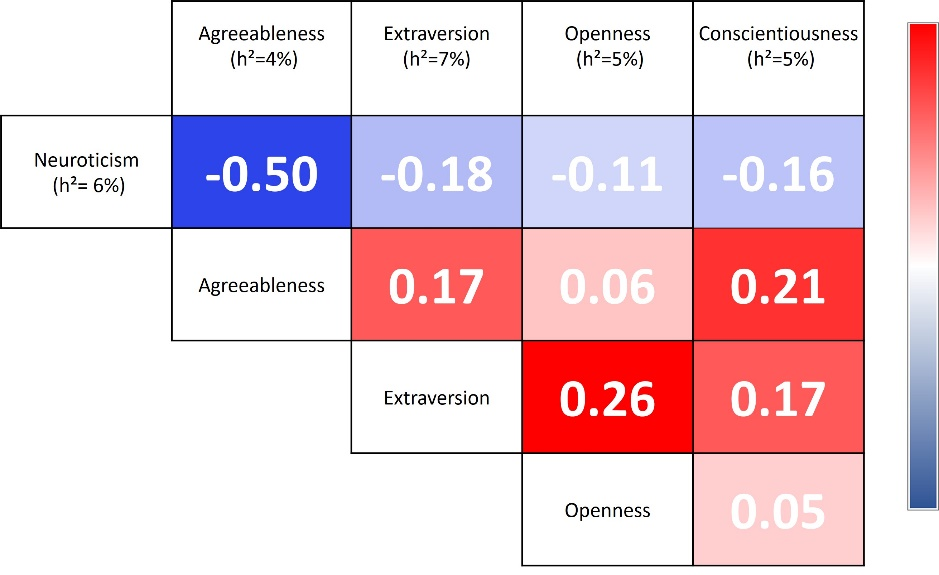 Agreeableness
(h²=4%)
Extraversion
(h²=7%)
Openness
(h²=5%)
Conscientiousness
(h²=5%)
Neuroticism
(h²= 6%)
-0.50
-0.18
-0.11
-0.16
Agreeableness
0.17
0.06
0.21
Extraversion
0.26
0.17
Openness
0.05